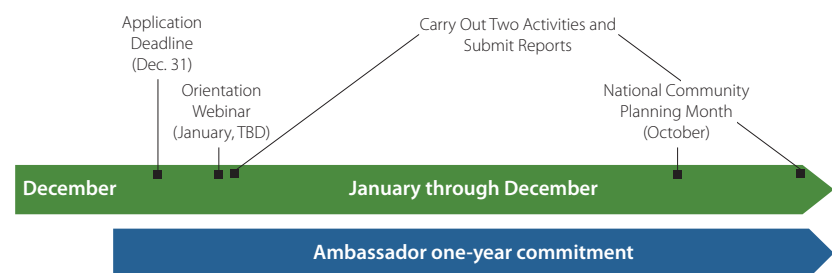 Application
Deadline
(Dec. 31)
Orientation
Webinar
(January, TBD)
Carry Out Two Activities and
Submit Reports
National Community
Planning Month
(October)
December
January through December
Ambassador one-year commitment